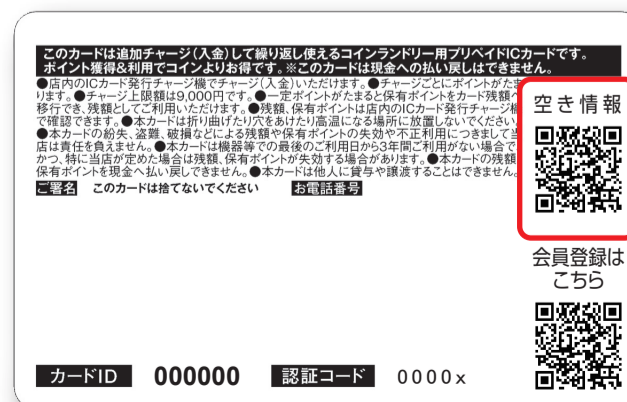 このカードは追加チャージ(入金)して繰り返し使えるコインランドリー用プリペイドICカードです。
ポイント獲得&利用でコインよりお得です。※このカードは現金への払い戻しはできません。
●店内のICカード発行チャージ機でチャージ(入金)いただけます。●チャージごとにポイントがたま
ります。●チャージ上限額は9,000円です。●一定ポイントがたまると保有ポイントをカード残額へ
移行でき、残額としてご利用いただけます。●残額、保有ポイントは店内のICカード発行チャージ機
で確認できます。●本カードは折り曲げたり穴をあけたり高温になる場所に放置しないでください。
●本カードの紛失、盗難、破損などによる残額や保有ポイントの失効や不正利用につきまして当
店は責任を負えません。●本カードは機器等での最後のご利用日から3年間ご利用がない場合で
かつ、特に当店が定めた場合は残額、保有ポイントが失効する場合があります。●本カードの残額
保有ポイントを現金へ払い戻しできません。●本カードは他人に貸与や譲渡することはできません。
ご署名 このカードは捨てないでください お電話番号
空き情報
会員登録は
こちら
カードID 000000 認証コード 0000x